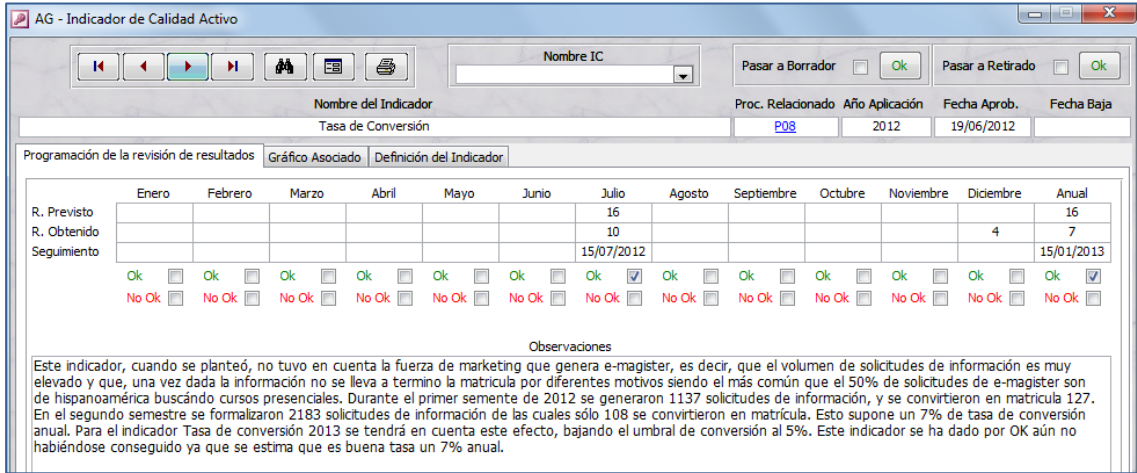 AG - Indicador de Calidad Activo
Nombre IC
Pasar a Borrador Ok Pasar a Retirado Ok
Nombre del Indicador Proc. Relacionado Año Aplicación Fecha Aprob. Fecha Baja
Tasa de Conversión P08 2012 19/06/2012
Programación de la revisión de resultados Gráfico Asociado Definición del Indicador
Enero Febrero Marzo Abril Mayo Junio Julio Agosto Septiembre Octubre Noviembre Diciembre Anual
R. Previsto 16 16
R. Obtenido 10 4 7
Seguimiento 15/07/2012 15/01/2013
Ok Ok Ok Ok Ok Ok Ok Ok Ok Ok Ok Ok Ok
No Ok No Ok No Ok No Ok No Ok No Ok No Ok No Ok No Ok No Ok No Ok No Ok No Ok
Observaciones
Este indicador, cuando se planteó, no tuvo en cuenta la fuerza de marketing que genera e-magister, es decir, que el volumen de solicitudes de información es muy
elevado y que, una vez dada la información no se lleva a termino la matricula por diferentes motivos siendo el más común que el 50% de solicitudes de e-magister son
de hispanoamérica buscándo cursos presenciales. Durante el primer semente de 2012 se generaron 1137 solicitudes de información, y se convirtieron en matricula 127.
En el segundo semestre se formalizaron 2183 solicitudes de información de las cuales sólo 108 se convirtieron en matrícula. Esto supone un 7% de tasa de conversión
anual. Para el indicador Tasa de conversión 2013 se tendrá en cuenta este efecto, bajando el umbral de conversión al 5%. Este indicador se ha dado por OK aún no
habiéndose conseguido ya que se estima que es buena tasa un 7% anual.